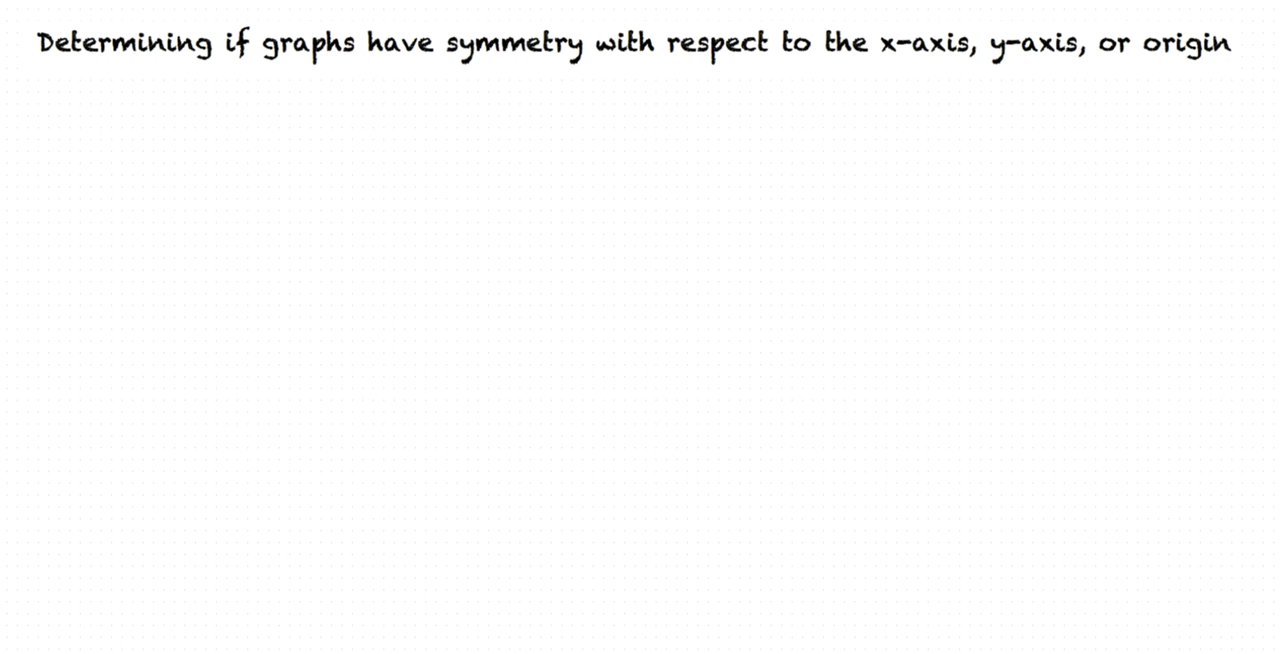 Determining if graphs have symmetry with respect to the x-axis, y-axis, or origin